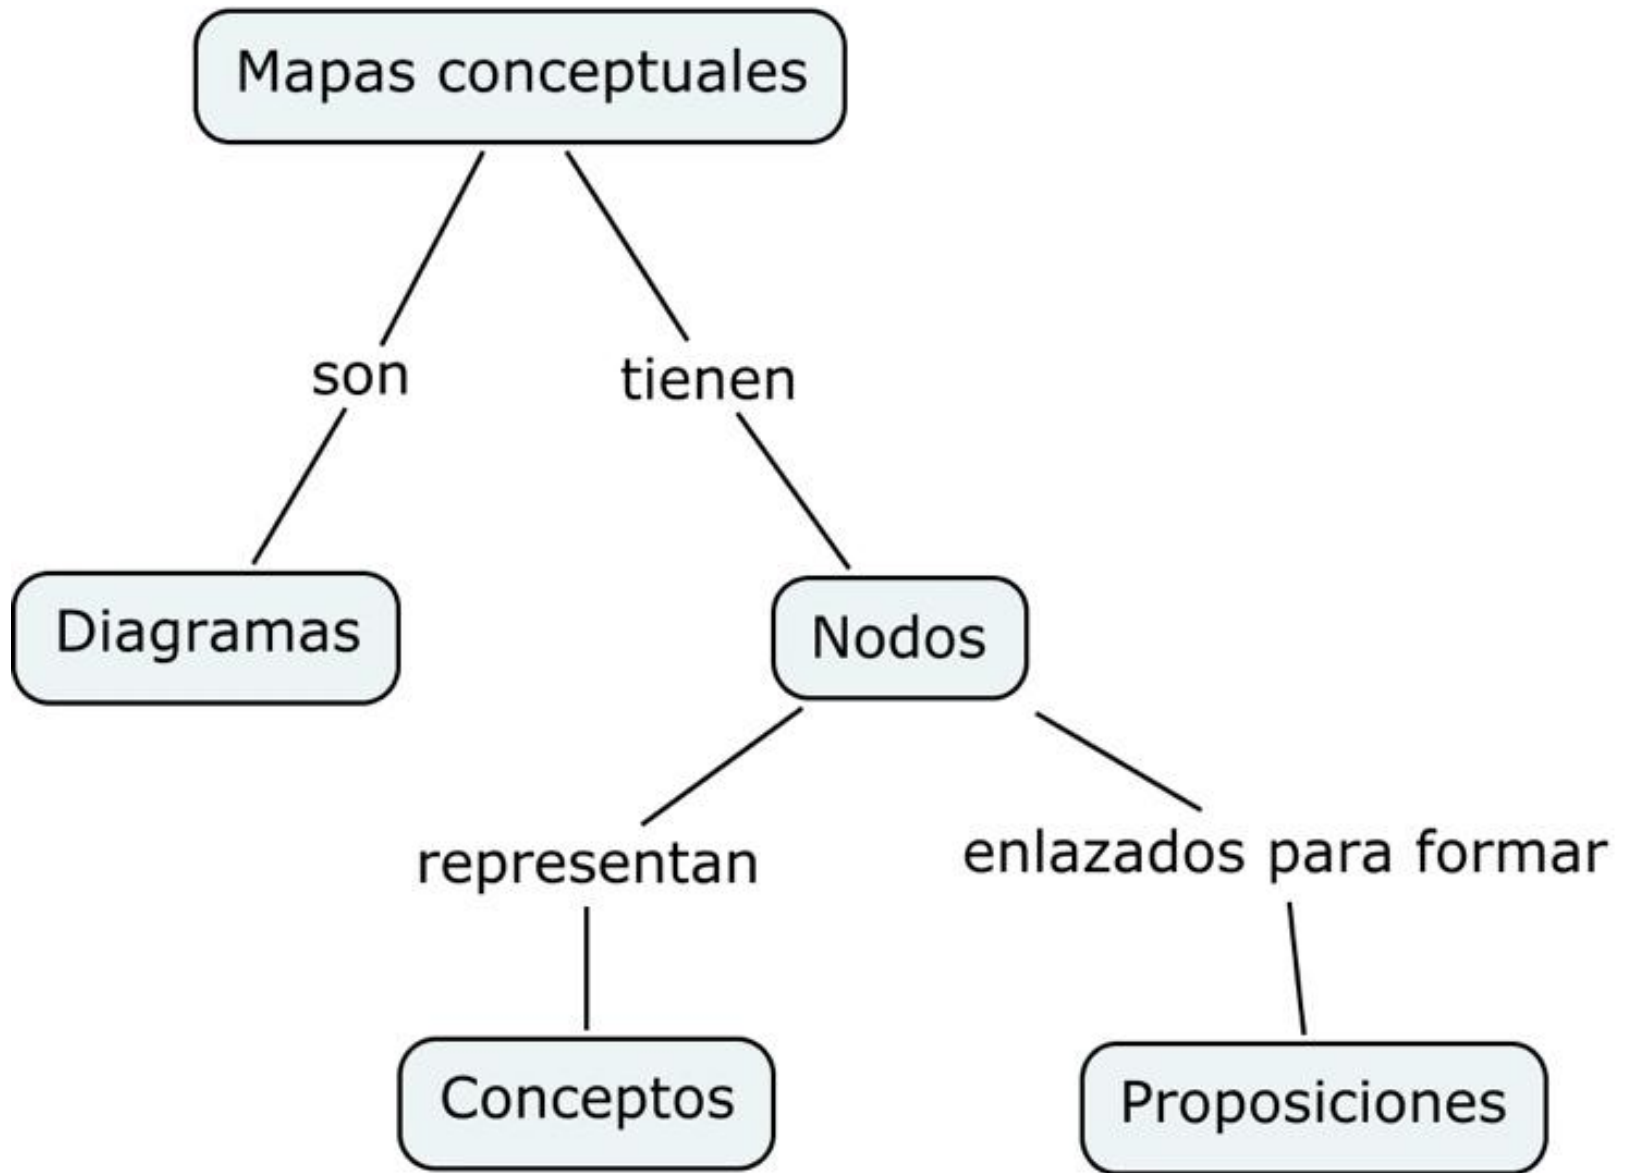 Mapas conceptuales
son
tienen
Diagramas
Nodos
representan
enlazados para formar
Conceptos
Proposiciones